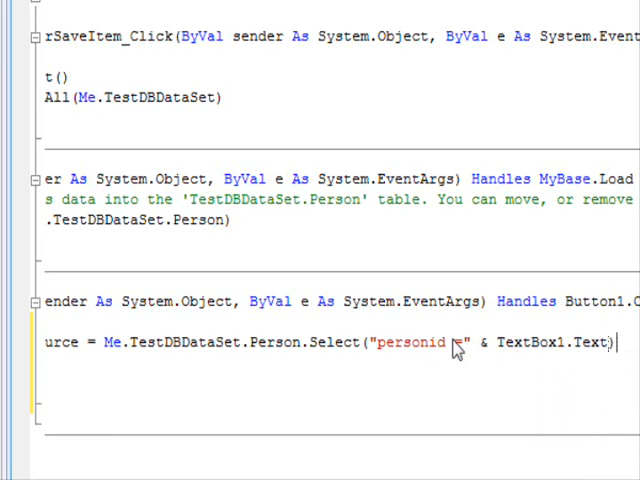 rSaveItem_Click(ByVal sender As System.Object, ByVal e As System.Event
t()
All(Me.TestDBDataSet)
er As System.Object, ByVal e As System.EventArgs) Handles MyBase.Load
s data into the 'TestDBDataSet.Person' table. You can move, or remove
.TestDBDataSet.Person)
ender As System.Object, ByVal e As System.EventArgs) Handles Button1.C
urce = Me.TestDBDataSet.Person.Select("personid =" & TextBox1.Text)